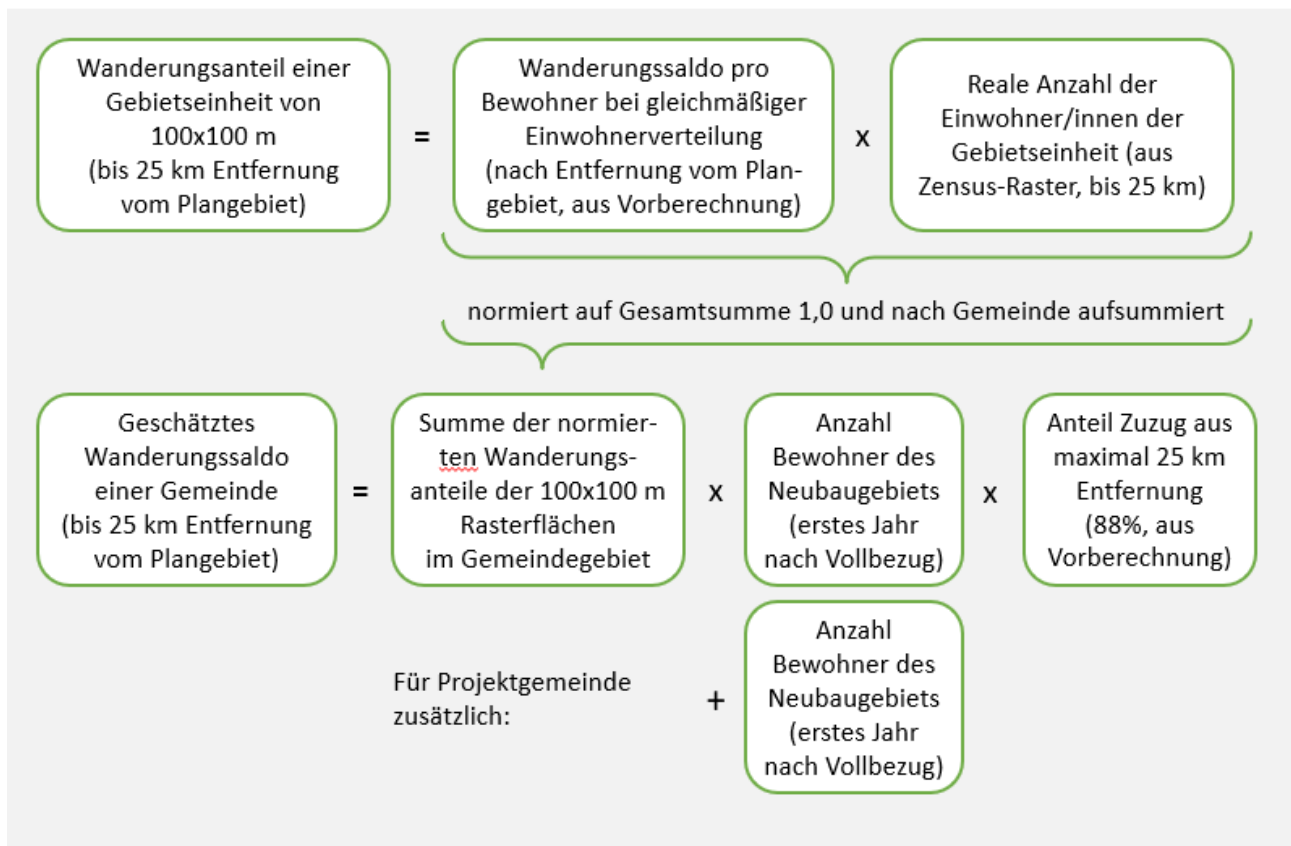 Wanderungsanteil einer
Gebietseinheit von
100x100 m
(bis 25 km Entfernung
vom Plangebiet)
=
Wanderungssaldo pro
Bewohner bei gleichmäßiger
Einwohnerverteilung
(nach Entfernung vom Plan-
gebiet, aus Vorberechnung)
x
Reale Anzahl der
Einwohner/innen der
Gebietseinheit (aus
Zensus-Raster, bis 25 km)
normiert auf Gesamtsumme 1,0 und nach Gemeinde aufsummiert
Geschätztes
Wanderungssaldo
einer Gemeinde
(bis 25 km Entfernung
vom Plangebiet)
=
Summe der normier-
ten Wanderungs-
anteile der 100x100 m
Rasterflächen
im Gemeindegebiet
x
Anzahl
Bewohner des
Neubaugebiets
(erstes Jahr
nach Vollbezug)
x
Anteil Zuzug aus
maximal 25 km
Entfernung
(88%, aus
Vorberechnung)
Für Projektgemeinde
zusätzlich:
+
Anzahl
Bewohner des
Neubaugebiets
(erstes Jahr
nach Vollbezug)